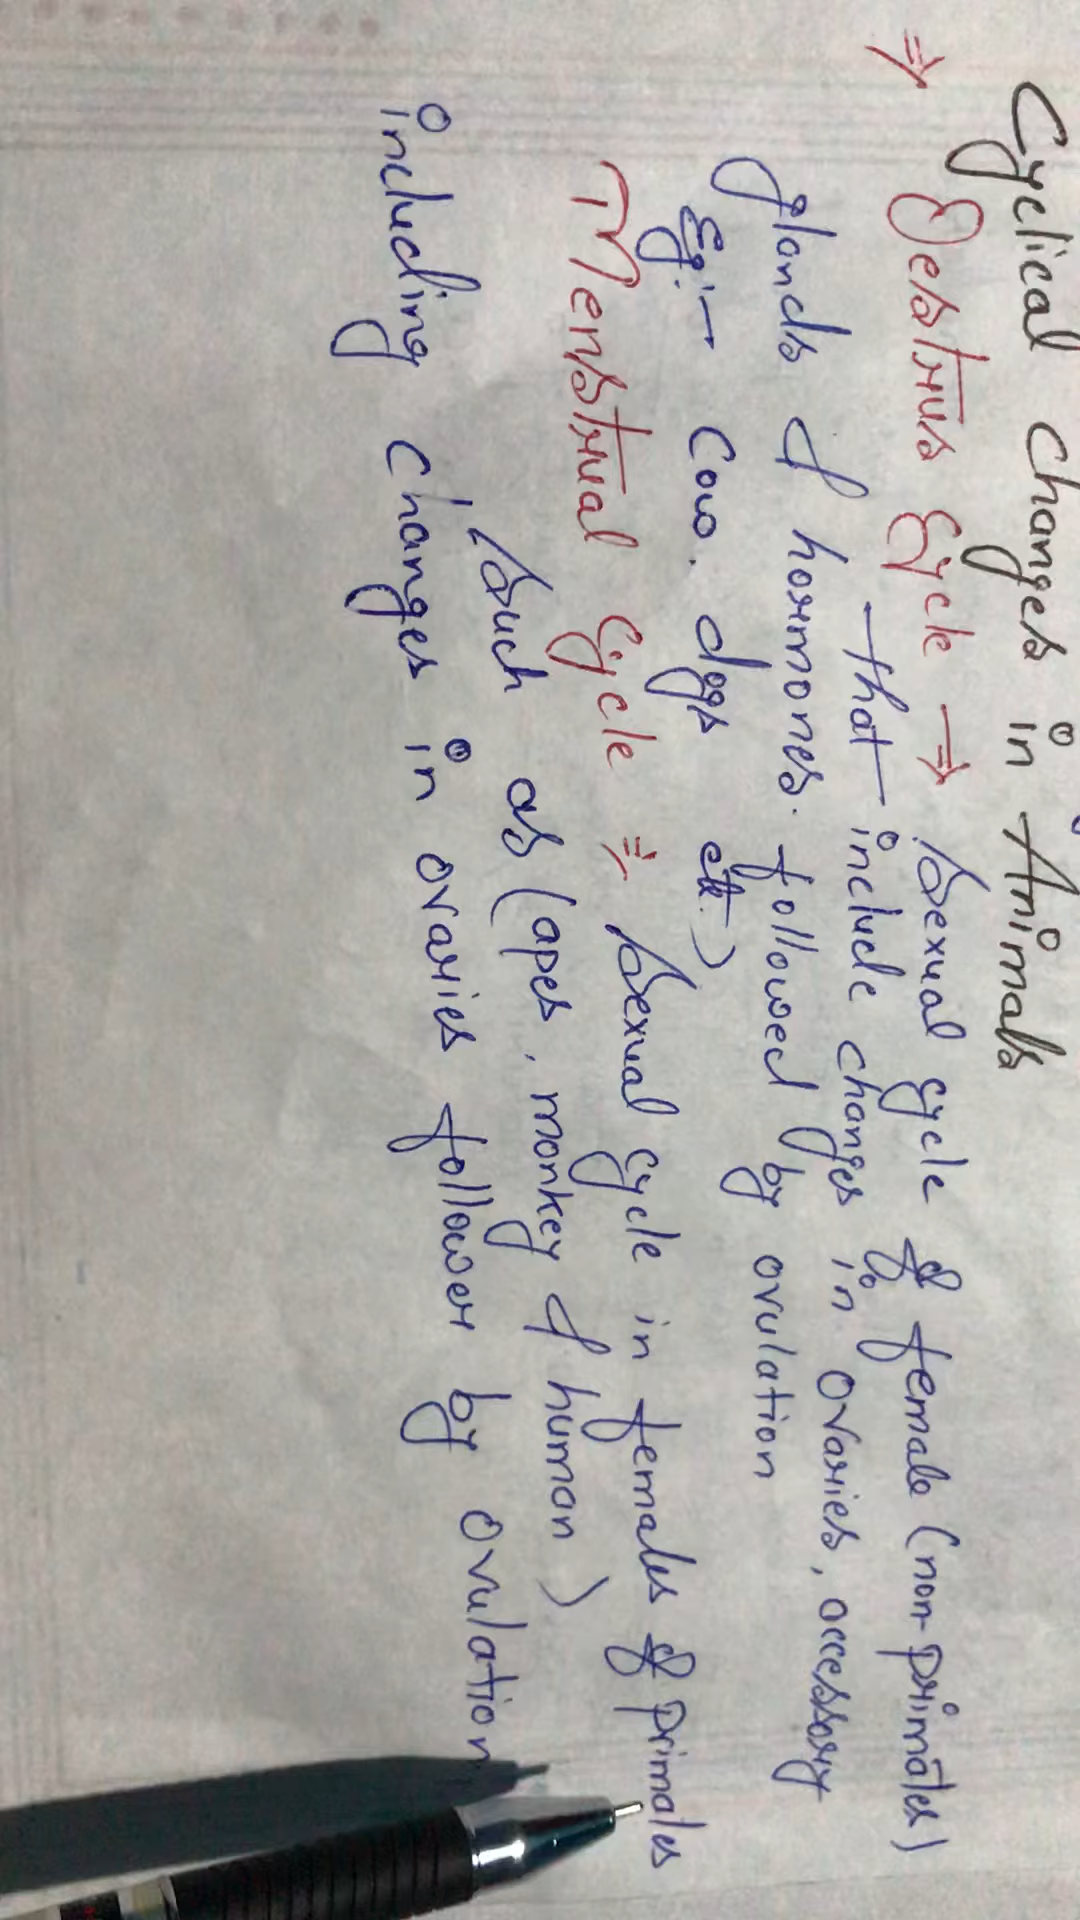 Cyclical Changes in Animals
⇒ Oestrus Cycle → Sexual cycle of female (non-primates)
that include changes in ovaries, accessory
glands & hormones. followed by ovulation
Eg:- Cow. dogs etc.)
Menstrual Cycle ⇒ Sexual cycle in females of primates
such as (apes, monkey & human)
including changes in ovaries follower by ovulation